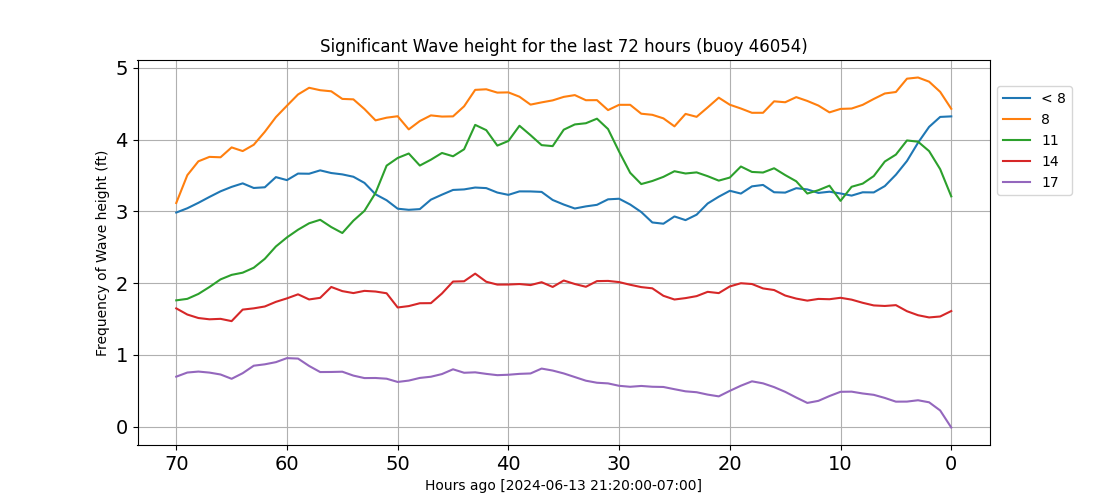 Significant Wave height for the last 72 hours (buoy 46054)
Frequency of Wave height (ft)
5
4
3
2
1
0
70 60 50 40 30 20 10 0
Hours ago [2024-06-13 21:20:00-07:00]
< 8
8
11
14
17